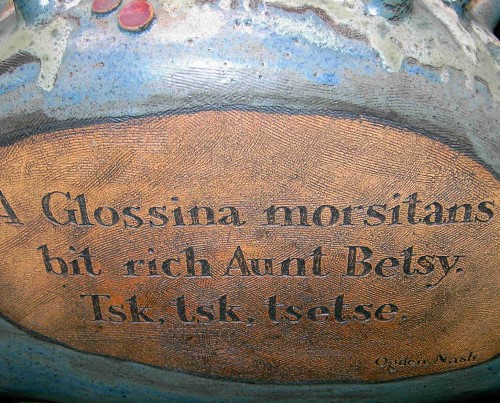 A Glossina morsitans
bit rich Aunt Betsy.
Tsk, tsk, tsetse.
Ogden Nash